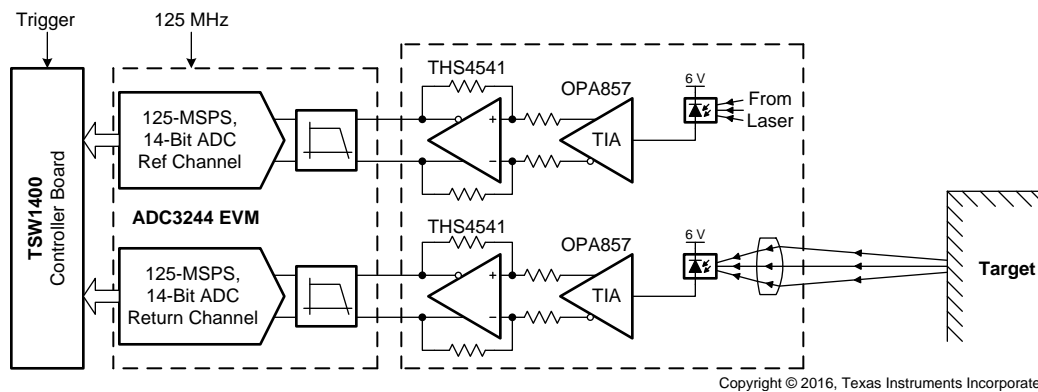 Trigger
125 MHz
TSW1400
Controller Board
125-MSPS,
14-Bit ADC
Ref Channel
ADC3244 EVM
125-MSPS,
14-Bit ADC
Return Channel
THS4541
+
−
OPA857
TIA
6 V
From
Laser
THS4541
+
−
OPA857
TIA
6 V
Target
Copyright © 2016, Texas Instruments Incorporate